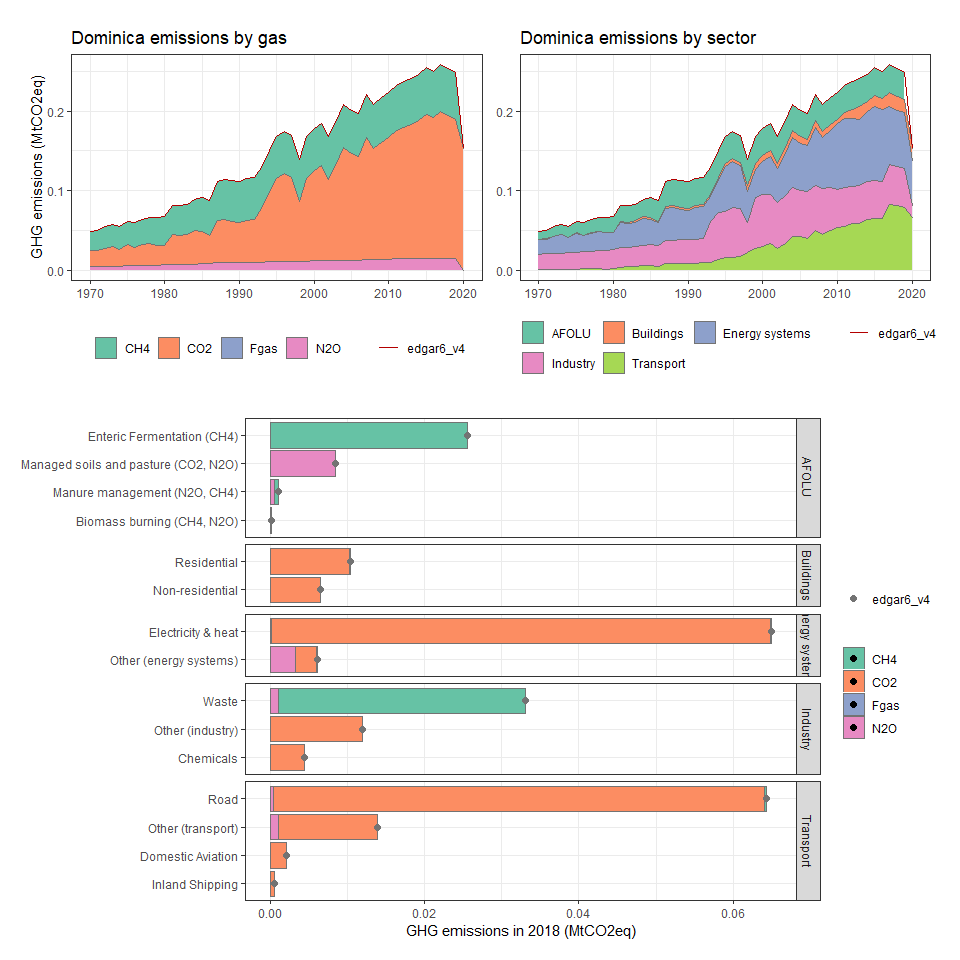 Dominica emissions by gas
GHG emissions (MtCO2eq)
0.2
0.1
0.0
1970 1980 1990 2000 2010 2020
CH4 CO2 Fgas N2O edgar6_v4
Dominica emissions by sector
0.2
0.1
0.0
1970 1980 1990 2000 2010 2020
AFOLU Buildings Energy systems edgar6_v4
Industry Transport
Enteric Fermentation (CH4)
Managed soils and pasture (CO2, N2O)
Manure management (N2O, CH4)
Biomass burning (CH4, N2O)
AFOLU
Residential
Non-residential
Buildings
Electricity & heat
Other (energy systems)
ergy syster
Waste
Other (industry)
Chemicals
Industry
Road
Other (transport)
Domestic Aviation
Inland Shipping
Transport
0.00 0.02 0.04 0.06
GHG emissions in 2018 (MtCO2eq)
edgar6_v4
CH4
CO2
Fgas
N2O